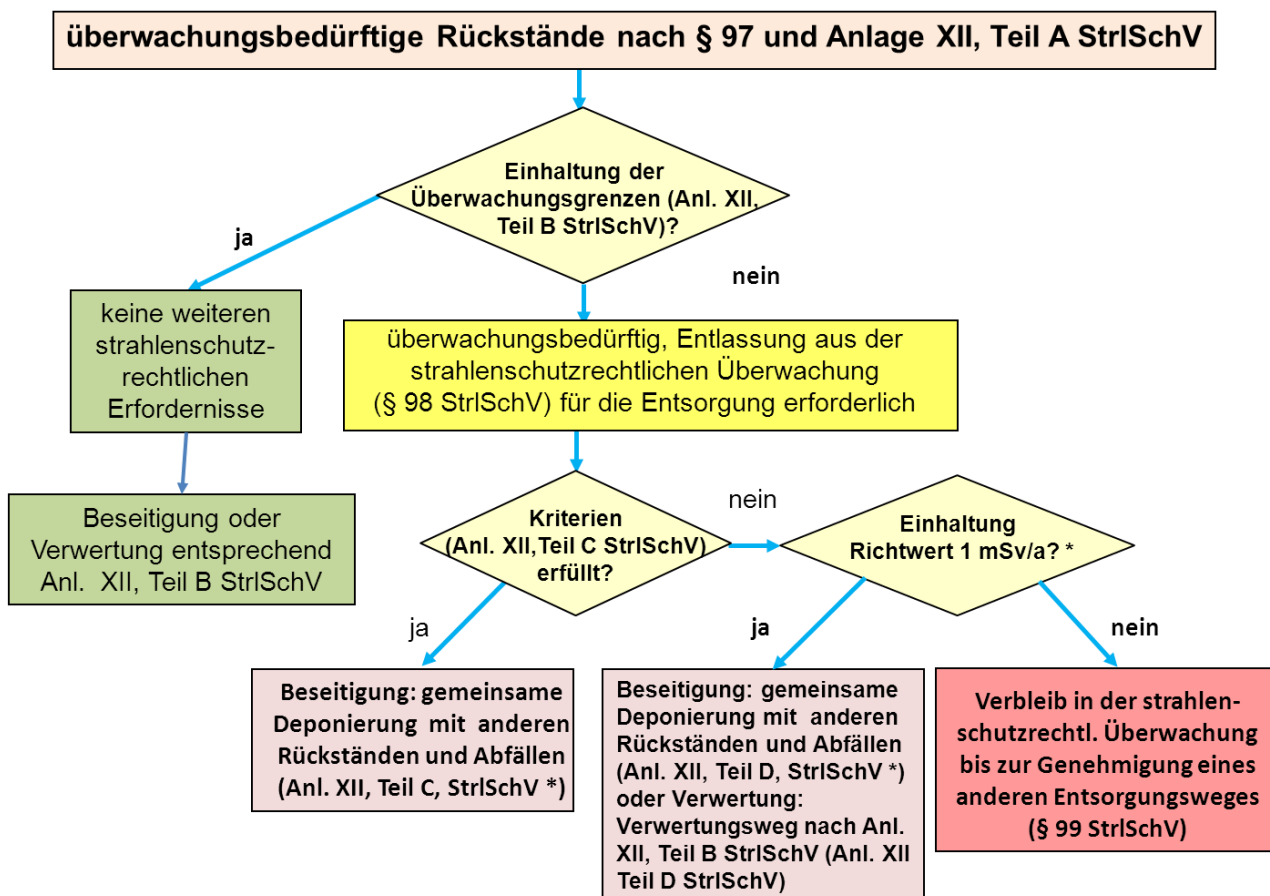 überwachungsbedürftige Rückstände nach § 97 und Anlage XII, Teil A StrlSchV
Einhaltung der
Überwachungsgrenzen (Anl. XII,
Teil B StrlSchV)?
ja
nein
keine weiteren
strahlenschutz-
rechtlichen
Erfordernisse
überwachungsbedürftig, Entlassung aus der
strahlenschutzrechtlichen Überwachung
(§ 98 StrlSchV) für die Entsorgung erforderlich
Beseitigung oder
Verwertung entsprechend
Anl. XII, Teil B StrlSchV
Kriterien
(Anl. XII,Teil C StrlSchV)
erfüllt?
nein
Einhaltung
Richtwert 1 mSv/a? *
ja
ja
nein
Beseitigung: gemeinsame
Deponierung mit anderen
Rückständen und Abfällen
(Anl. XII, Teil C, StrlSchV *)
Beseitigung: gemeinsame
Deponierung mit anderen
Rückständen und Abfällen
(Anl. XII, Teil D, StrlSchV *)
oder Verwertung:
Verwertungsweg nach Anl.
XII, Teil B StrlSchV (Anl. XII
Teil D StrlSchV)
Verbleib in der strahlen-
schutzrechtl. Überwachung
bis zur Genehmigung eines
anderen Entsorgungsweges
(§ 99 StrlSchV)